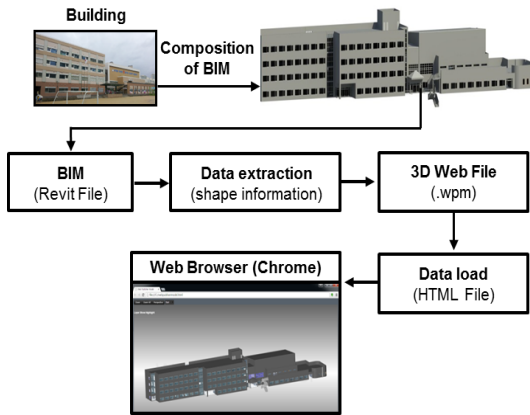 Building
Composition
of BIM
BIM
(Revit File)
Data extraction
(shape information)
3D Web File
(.wpm)
Data load
(HTML File)
Web Browser (Chrome)